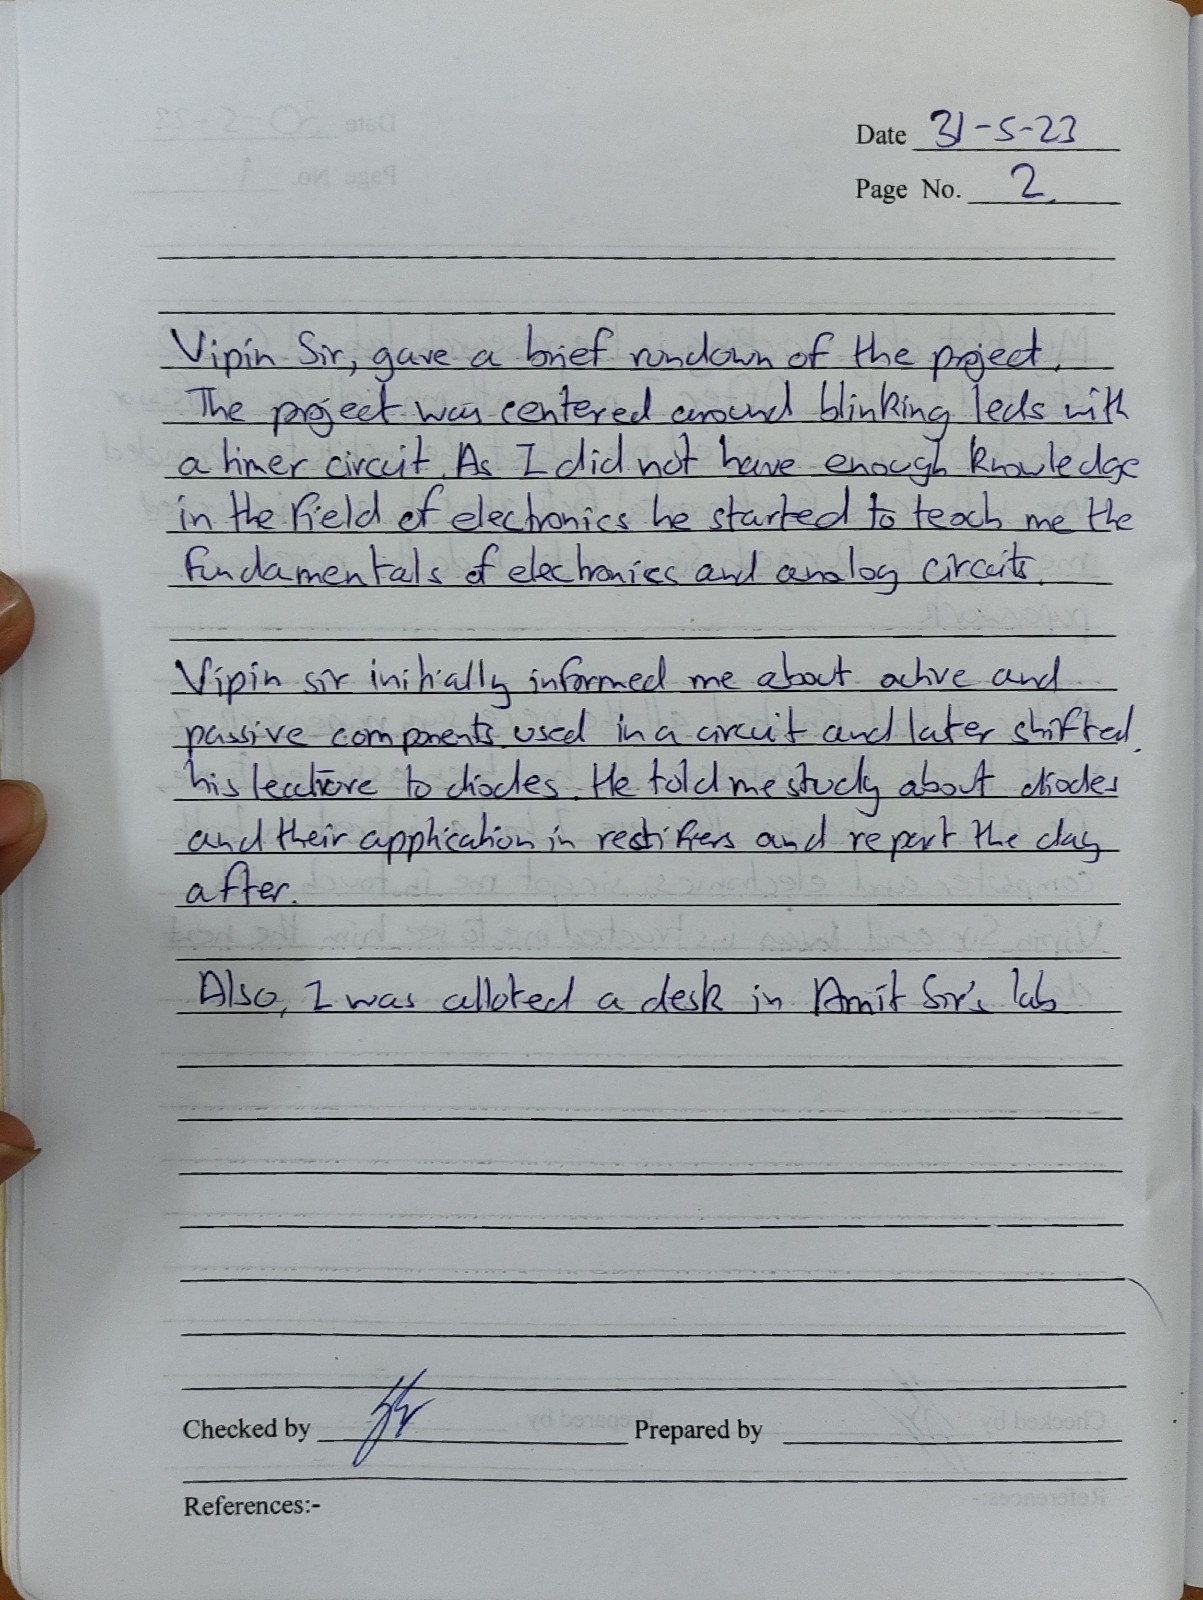 Date 31-5-23
Page No. 2
Vipin Sir, gave a brief rundown of the project.
The project was centered around blinking leds with
a timer circuit. As I did not have enough knowledge
in the field of electronics he started to teach me the
fundamentals of electronics and analog circuits.
Vipin sir initially informed me about active and
passive components used in a circuit and later shifted
his lecture to diodes. He told me study about diodes
and their application in rectifiers and report the day
after.
Also, I was alloted a desk in Amit Sir's lab
Checked by Prepared by
References:-